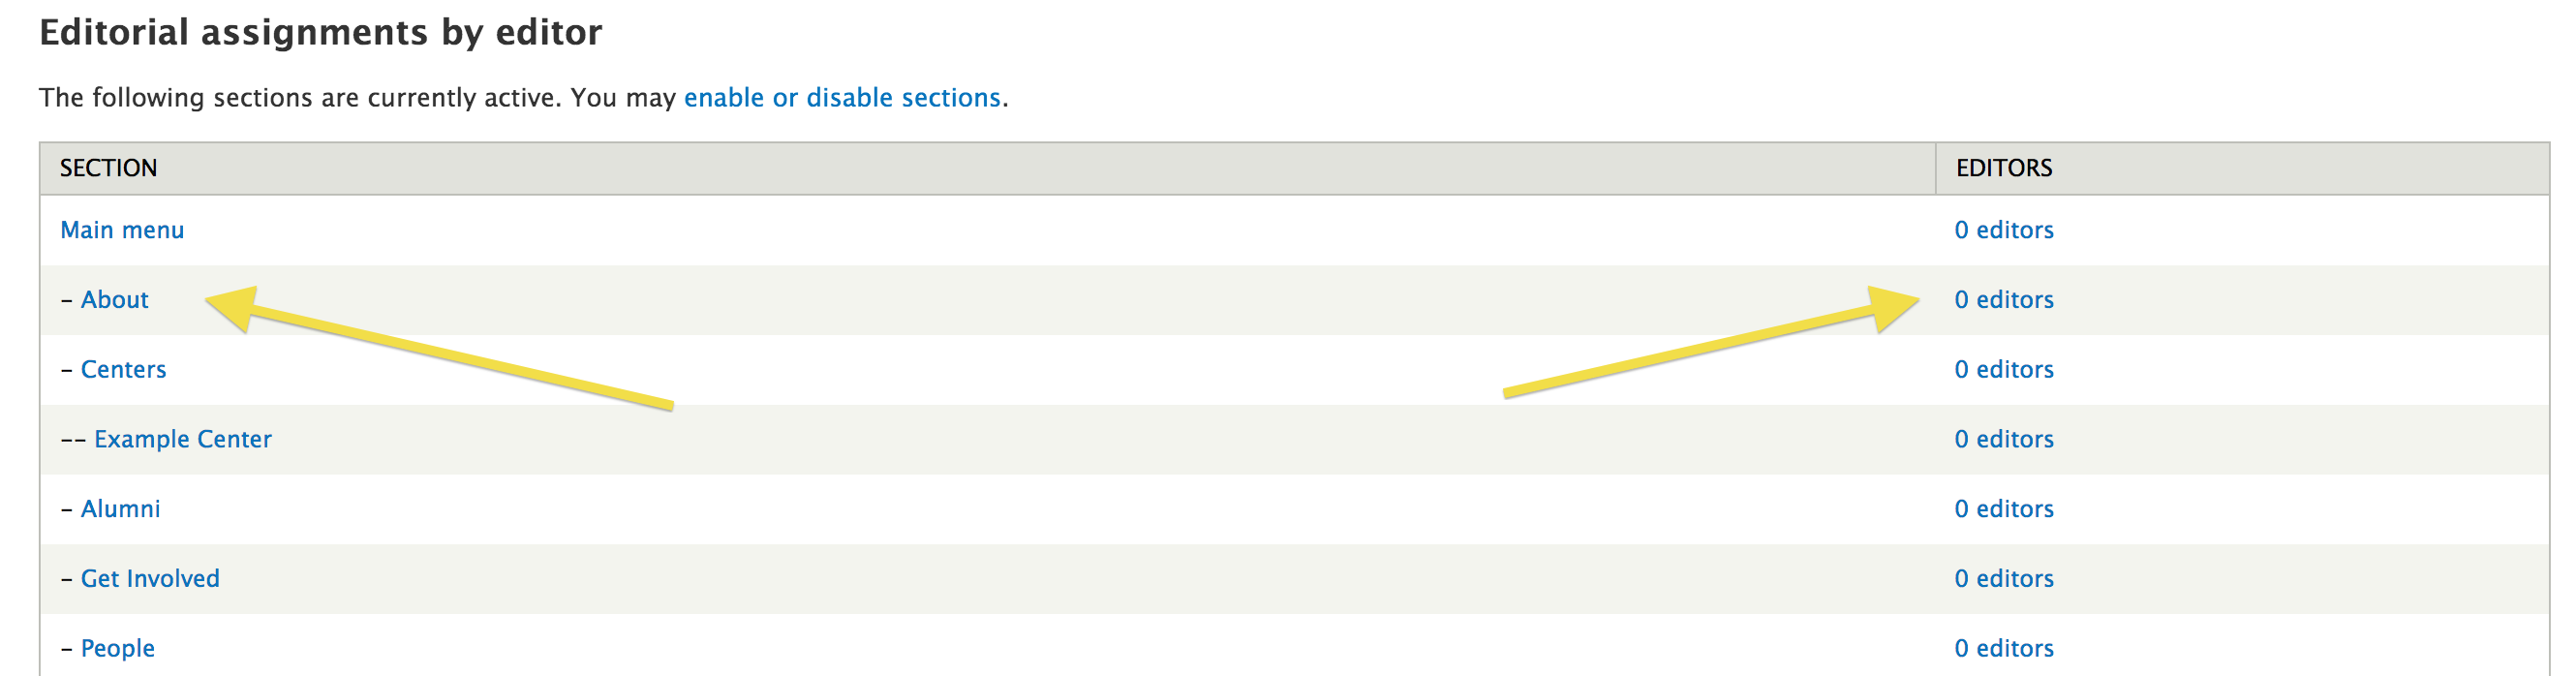 Editorial assignments by editor
The following sections are currently active. You may enable or disable sections.
SECTION EDITORS
Main menu 0 editors
– About 0 editors
– Centers 0 editors
-- Example Center 0 editors
– Alumni 0 editors
– Get Involved 0 editors
– People 0 editors